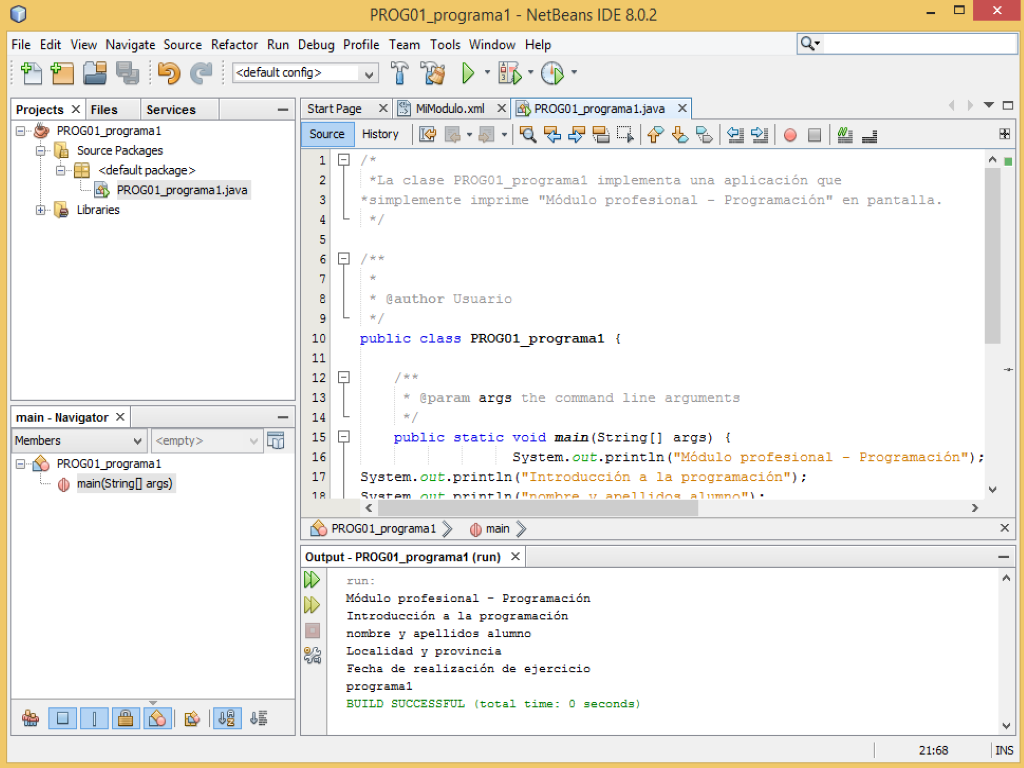 PROG01_programa1 - NetBeans IDE 8.0.2
File Edit View Navigate Source Refactor Run Debug Profile Team Tools Window Help
<default config>
Projects Files Services
PROG01_programa1
Source Packages
<default package>
PROG01_programa1.java
Libraries
main - Navigator
Members <empty>
PROG01_programa1
main(String[] args)
Start Page MiModulo.xml PROG01_programa1.java
Source History
1 /*
2 *La clase PROG01_programa1 implementa una aplicación que
3 *simplemente imprime "Módulo profesional - Programación" en pantalla.
4 */
5
6 /**
7 *
8 * @author Usuario
9 */
10 public class PROG01_programa1 {
11
12 /**
13 * @param args the command line arguments
14 */
15 public static void main(String[] args) {
16 System.out.println("Módulo profesional - Programación");
17 System.out.println("Introducción a la programación");
18 System.out.println("nombre y apellidos alumno");
PROG01_programa1 main
Output - PROG01_programa1 (run)
run:
Módulo profesional - Programación
Introducción a la programación
nombre y apellidos alumno
Localidad y provincia
Fecha de realización de ejercicio
programa1
BUILD SUCCESSFUL (total time: 0 seconds)
21:68 INS